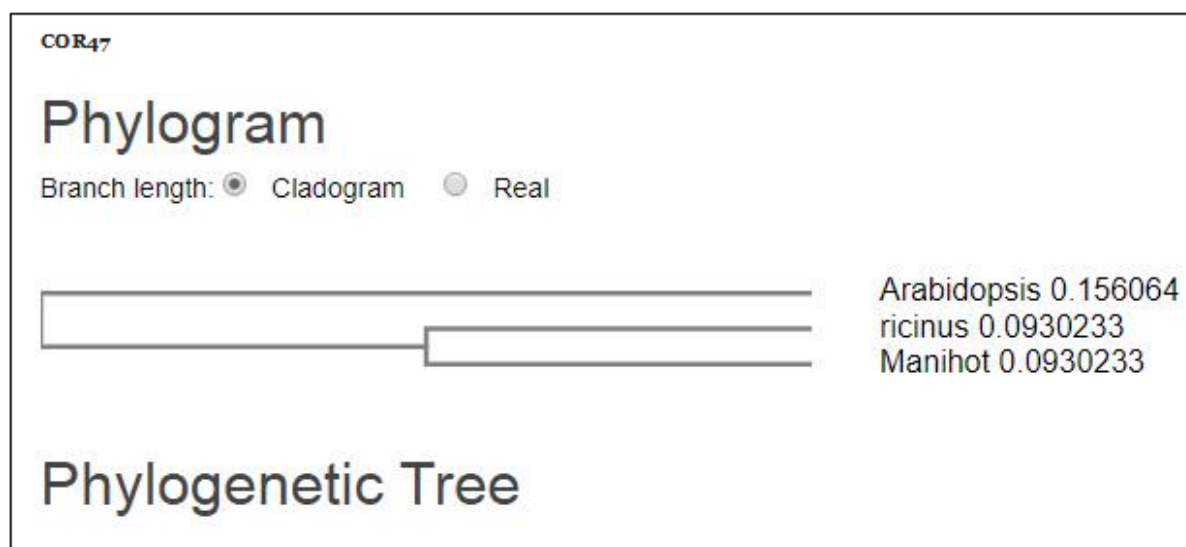 COR47
Phylogram
Branch length: Cladogram Real
Arabidopsis 0.156064
ricinus 0.0930233
Manihot 0.0930233
Phylogenetic Tree